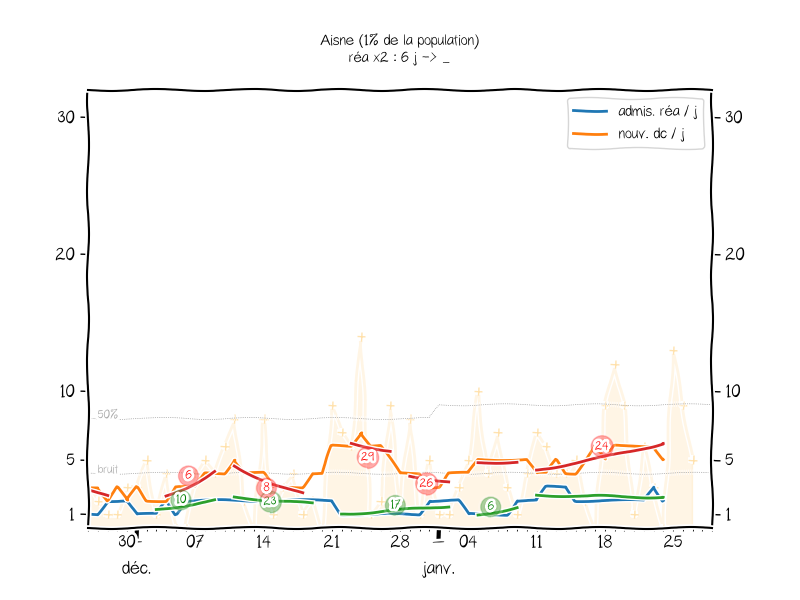 Aisne (1% de la population)
réa x2 : 6 j -> _
admis. réa / j
nouv. dc / j
30 30
20 20
10 10
5 5
1 1
50%
bruit
6 10 8 23 29 17 26 6 24
30 07 14 21 28 04 11 18 25
déc. janv.